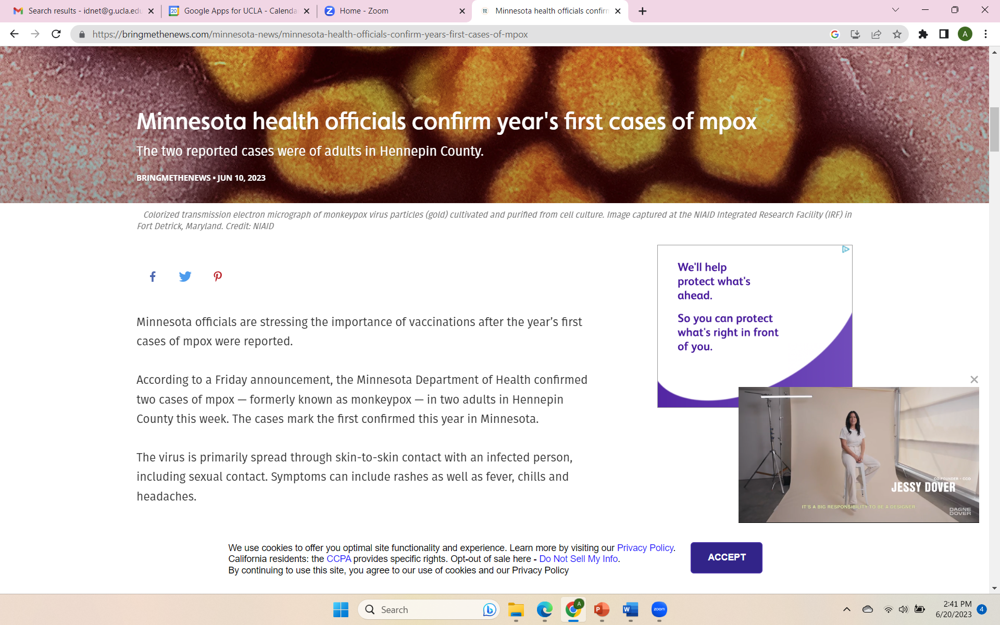 Search results - idnet@g.ucla.edu
Google Apps for UCLA - Calenda
Home - Zoom
Minnesota health officials confirm
https://bringmethenews.com/minnesota-news/minnesota-health-officials-confirm-years-first-cases-of-mpox
A
Minnesota health officials confirm year's first cases of mpox
The two reported cases were of adults in Hennepin County.
BRINGMETHENEWS • JUN 10, 2023
Colorized transmission electron micrograph of monkeypox virus particles (gold) cultivated and purified from cell culture. Image captured at the NIAID Integrated Research Facility (IRF) in
Fort Detrick, Maryland. Credit: NIAID
We'll help
protect what's
ahead.
So you can protect
what's right in front
of you.
Minnesota officials are stressing the importance of vaccinations after the year’s first
cases of mpox were reported.
According to a Friday announcement, the Minnesota Department of Health confirmed
two cases of mpox — formerly known as monkeypox — in two adults in Hennepin
County this week. The cases mark the first confirmed this year in Minnesota.
The virus is primarily spread through skin-to-skin contact with an infected person,
including sexual contact. Symptoms can include rashes as well as fever, chills and
headaches.
CO-FOUNDER + CCO
JESSY DOVER
IT'S A BIG RESPONSIBILITY TO BE A DESIGNER.
DAGNE
DOVER
We use cookies to offer you optimal site functionality and experience. Learn more by visiting our Privacy Policy.
California residents: the CCPA provides specific rights. Opt-out of sale here - Do Not Sell My Info.
By continuing to use this site, you agree to our use of cookies and our Privacy Policy
ACCEPT
Search
A
zoom
2:41 PM
6/20/2023
4